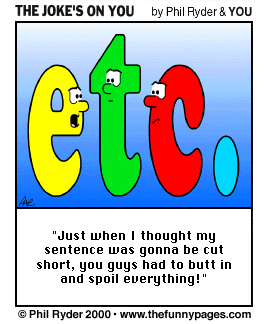 THE JOKE'S ON YOU by Phil Ryder & YOU
etc.
"Just when I thought my
sentence was gonna be cut
short, you guys had to butt in
and spoil everything!"
© Phil Ryder 2000 • www.thefunnypages.com